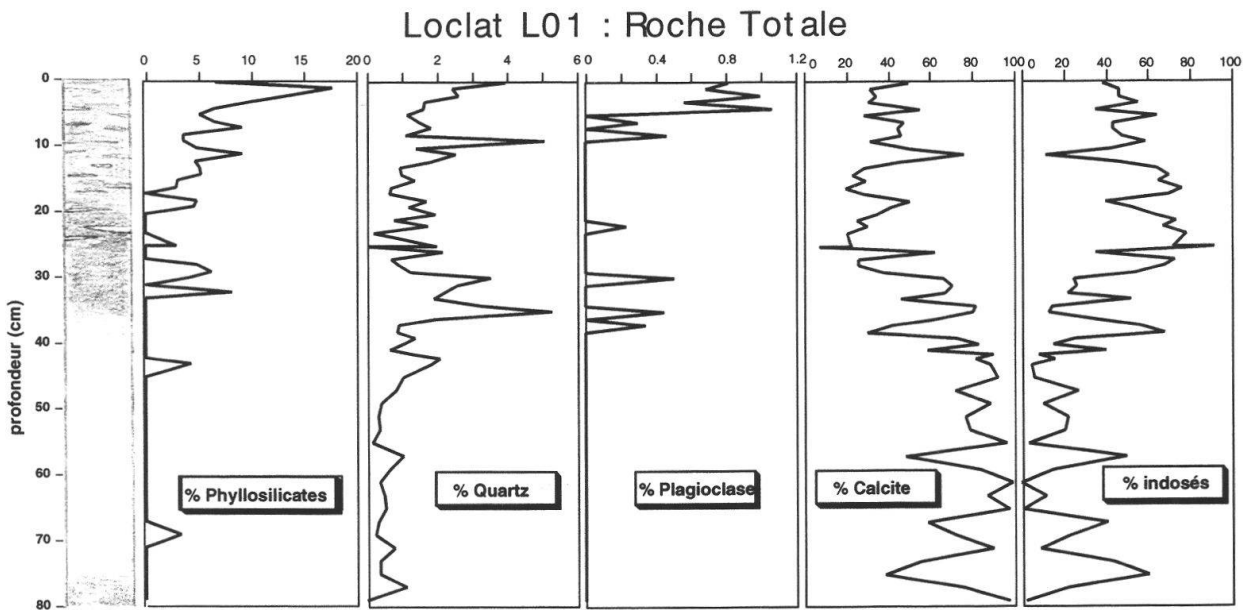 Loclat L01 : Roche Totale
0 5 10 15 20
0 2 4 6
0 0.4 0.8 1.2
0 20 40 60 80 100
0 20 40 60 80 100
profondeur (cm)
0
10
20
30
40
50
60
70
80
% Phyllosilicates
% Quartz
% Plagioclase
% Calcite
% indosés